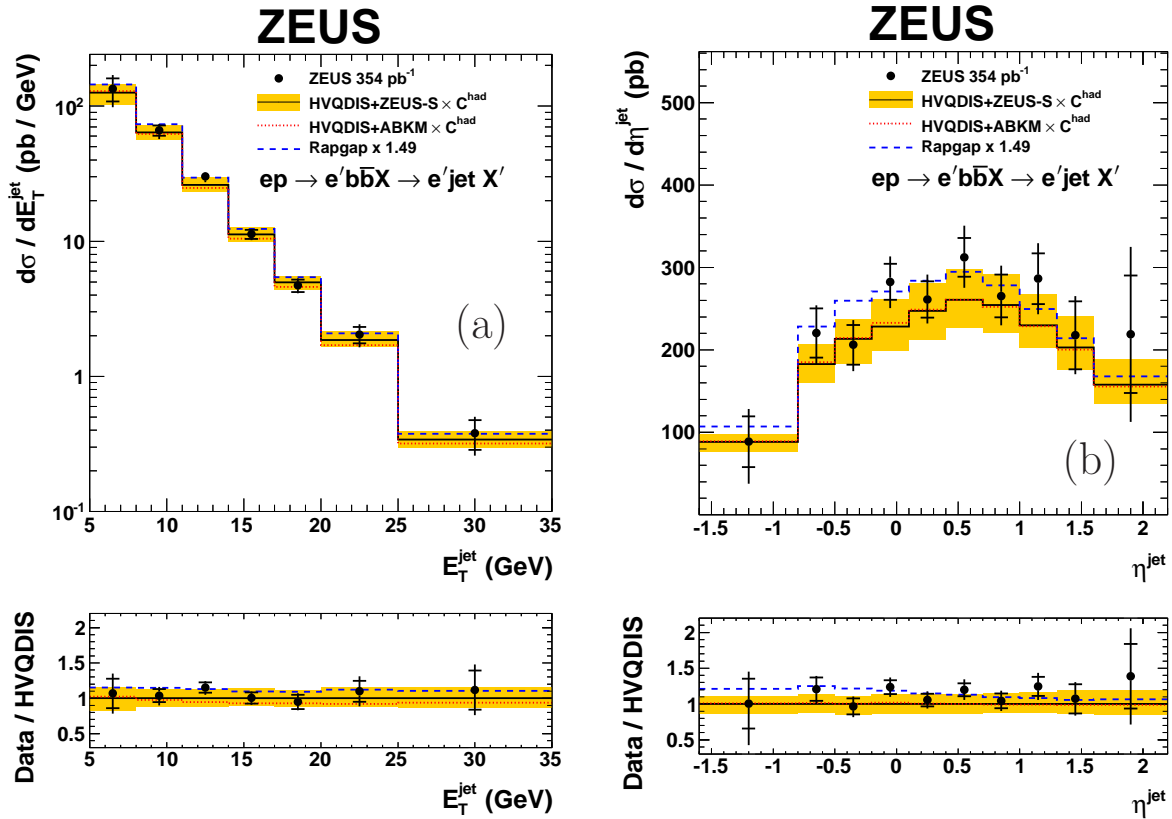 ZEUS
dσ / dE_T^jet (pb / GeV)
10^2
10
1
10^-1
ZEUS 354 pb^-1
HVQDIS+ZEUS-S × C^had
HVQDIS+ABKM × C^had
Rapgap x 1.49
ep → e′bb̄X → e′jet X′
(a)
5 10 15 20 25 30 35
E_T^jet (GeV)
Data / HVQDIS
2
1.5
1
0.5
5 10 15 20 25 30 35
E_T^jet (GeV)
ZEUS
dσ / dη^jet (pb)
500
400
300
200
100
0
ZEUS 354 pb^-1
HVQDIS+ZEUS-S × C^had
HVQDIS+ABKM × C^had
Rapgap x 1.49
ep → e′bb̄X → e′jet X′
(b)
-1.5 -1 -0.5 0 0.5 1 1.5 2
η^jet
Data / HVQDIS
2
1.5
1
0.5
-1.5 -1 -0.5 0 0.5 1 1.5 2
η^jet